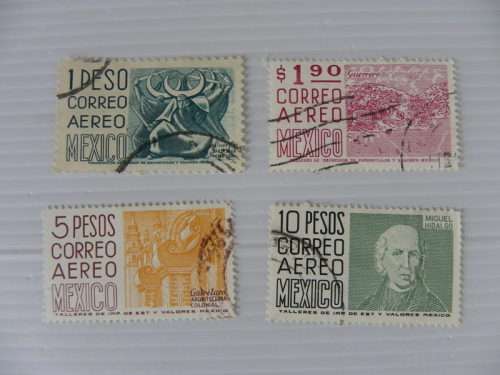 1 PESO
CORREO
AEREO
MEXICO
$1.90
Guerrero
CORREO
AEREO
MEXICO
5 PESOS
CORREO
AEREO
MEXICO
Querétaro
ARQUITECTURA
COLONIAL
TALLERES DE IMP. DE EST. Y VALORES MEXICO
10 PESOS
MIGUEL
HIDALGO
CORREO
AEREO
MEXICO
TALLERES DE IMP. DE EST. Y VALORES MEXICO